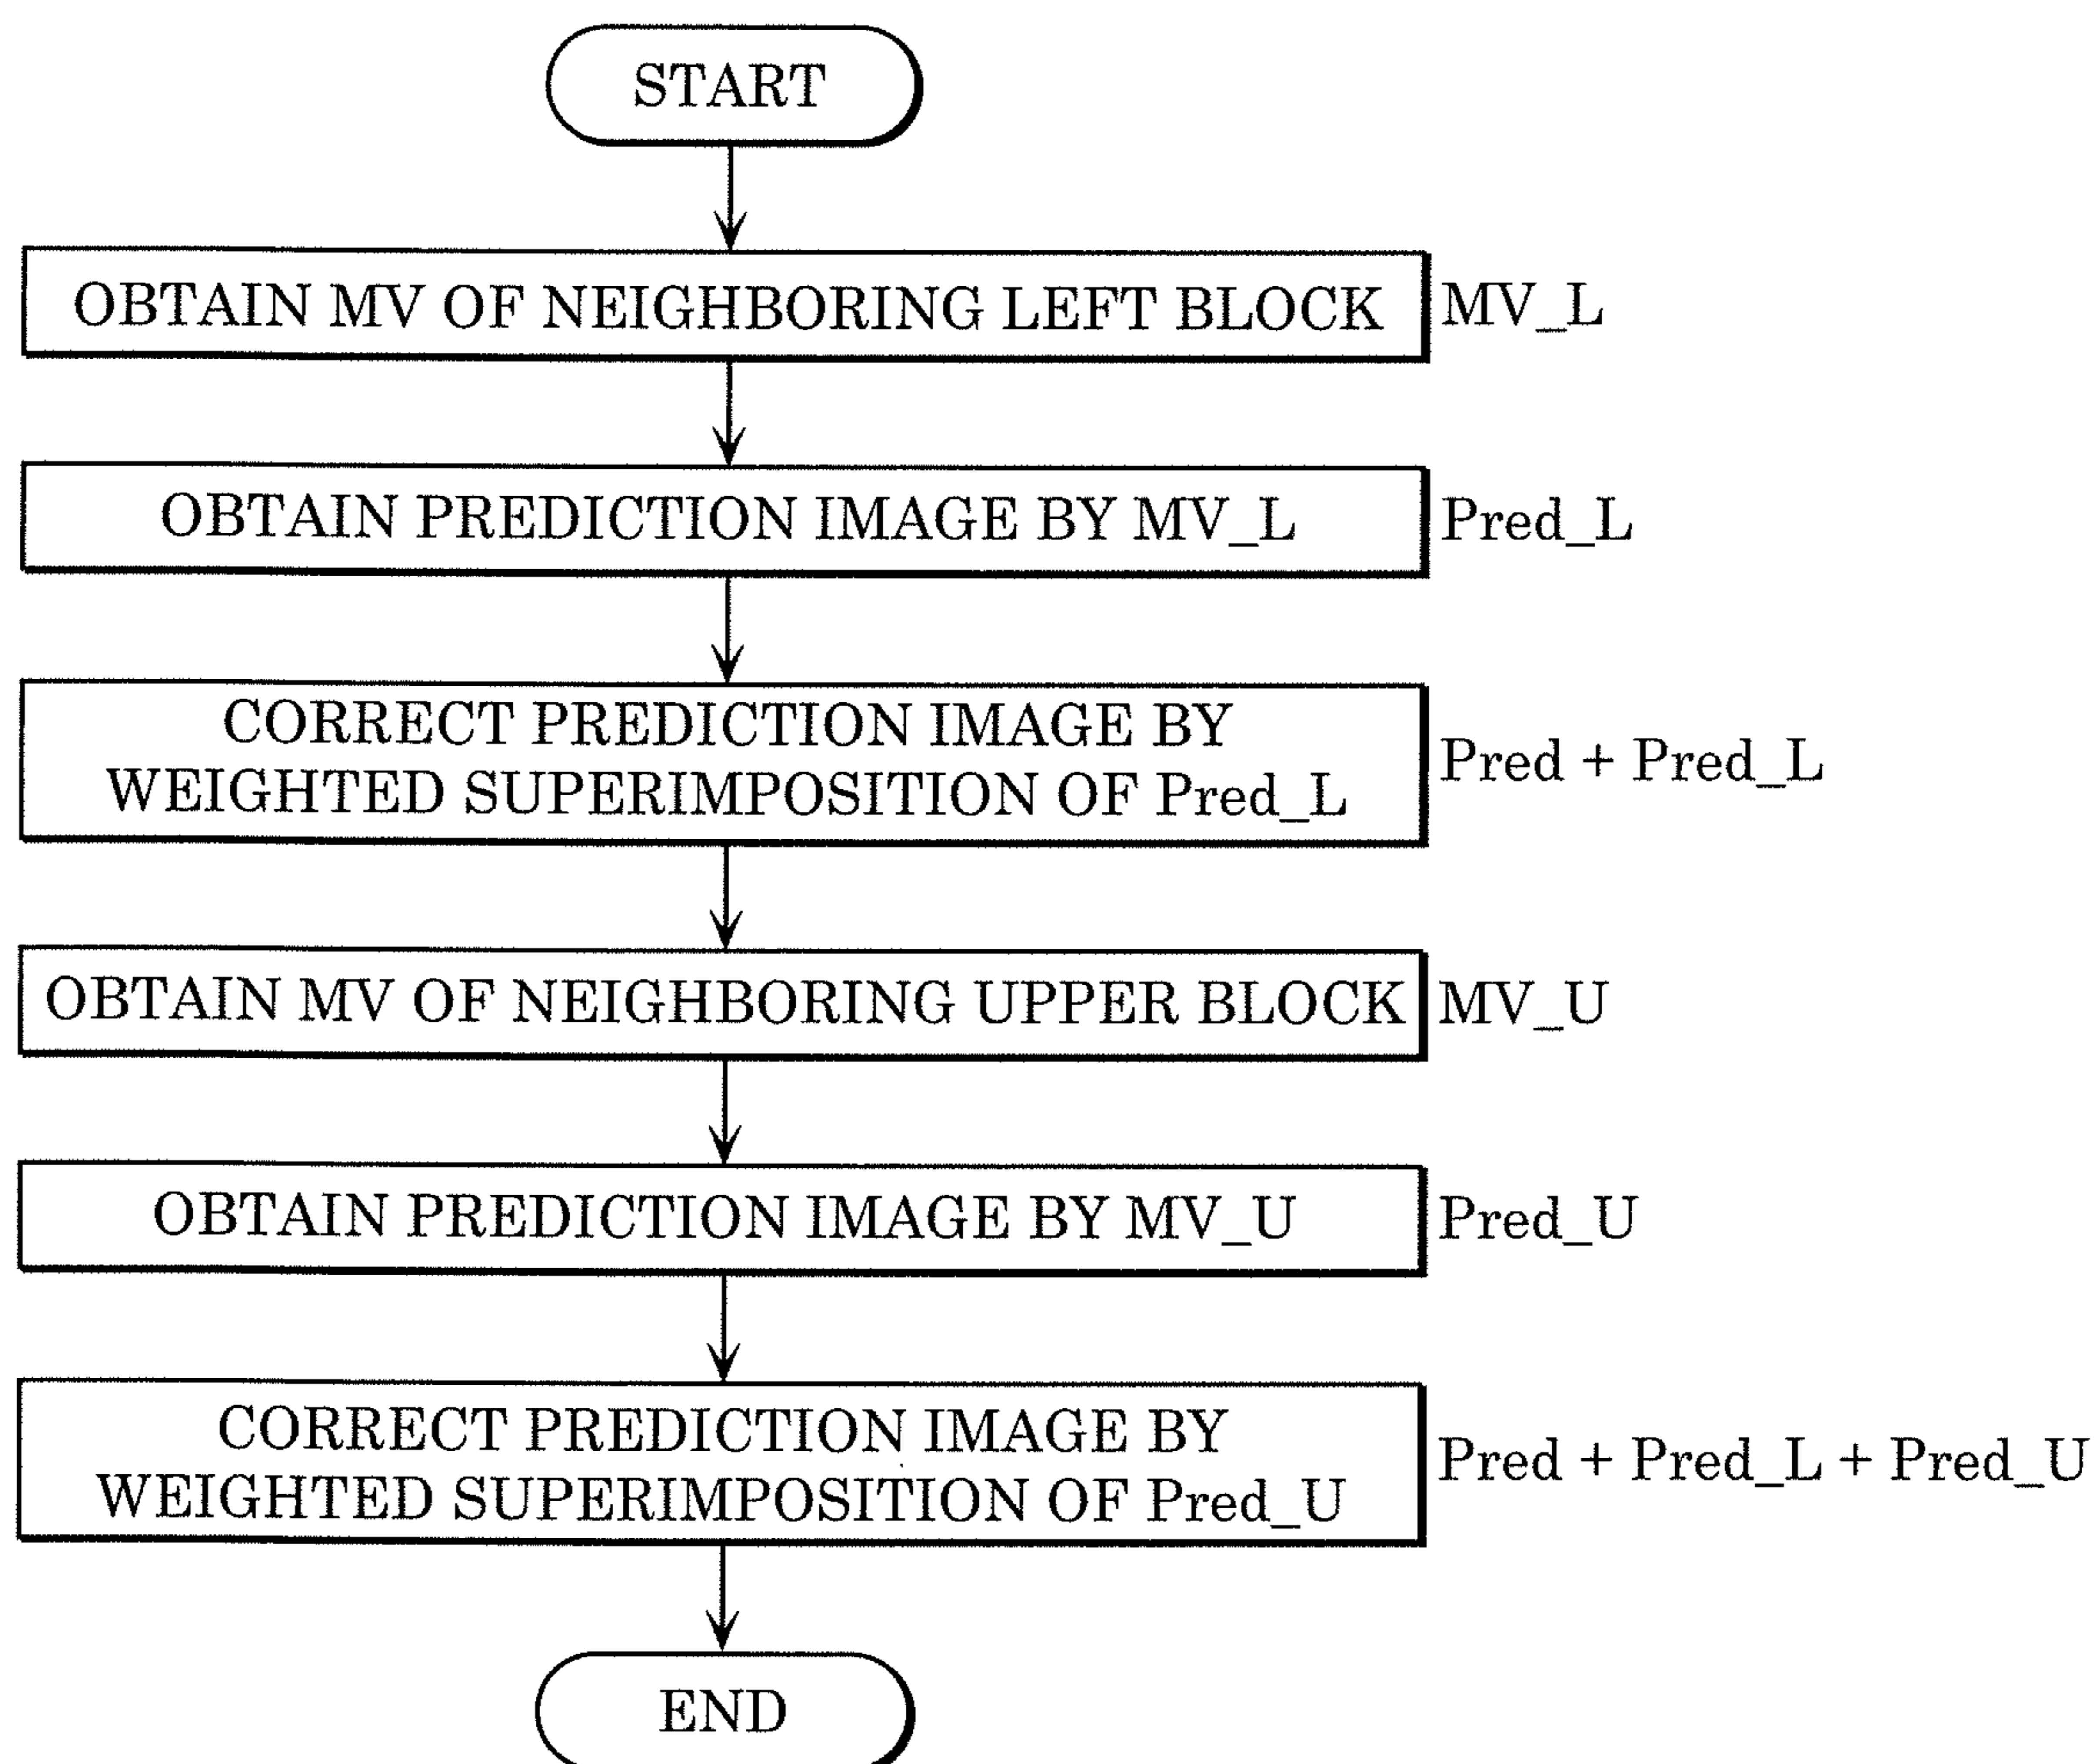 START
OBTAIN MV OF NEIGHBORING LEFT BLOCK MV_L
OBTAIN PREDICTION IMAGE BY MV_L Pred_L
CORRECT PREDICTION IMAGE BY
WEIGHTED SUPERIMPOSITION OF Pred_L
Pred + Pred_L
OBTAIN MV OF NEIGHBORING UPPER BLOCK MV_U
OBTAIN PREDICTION IMAGE BY MV_U Pred_U
CORRECT PREDICTION IMAGE BY
WEIGHTED SUPERIMPOSITION OF Pred_U
Pred + Pred_L + Pred_U
END